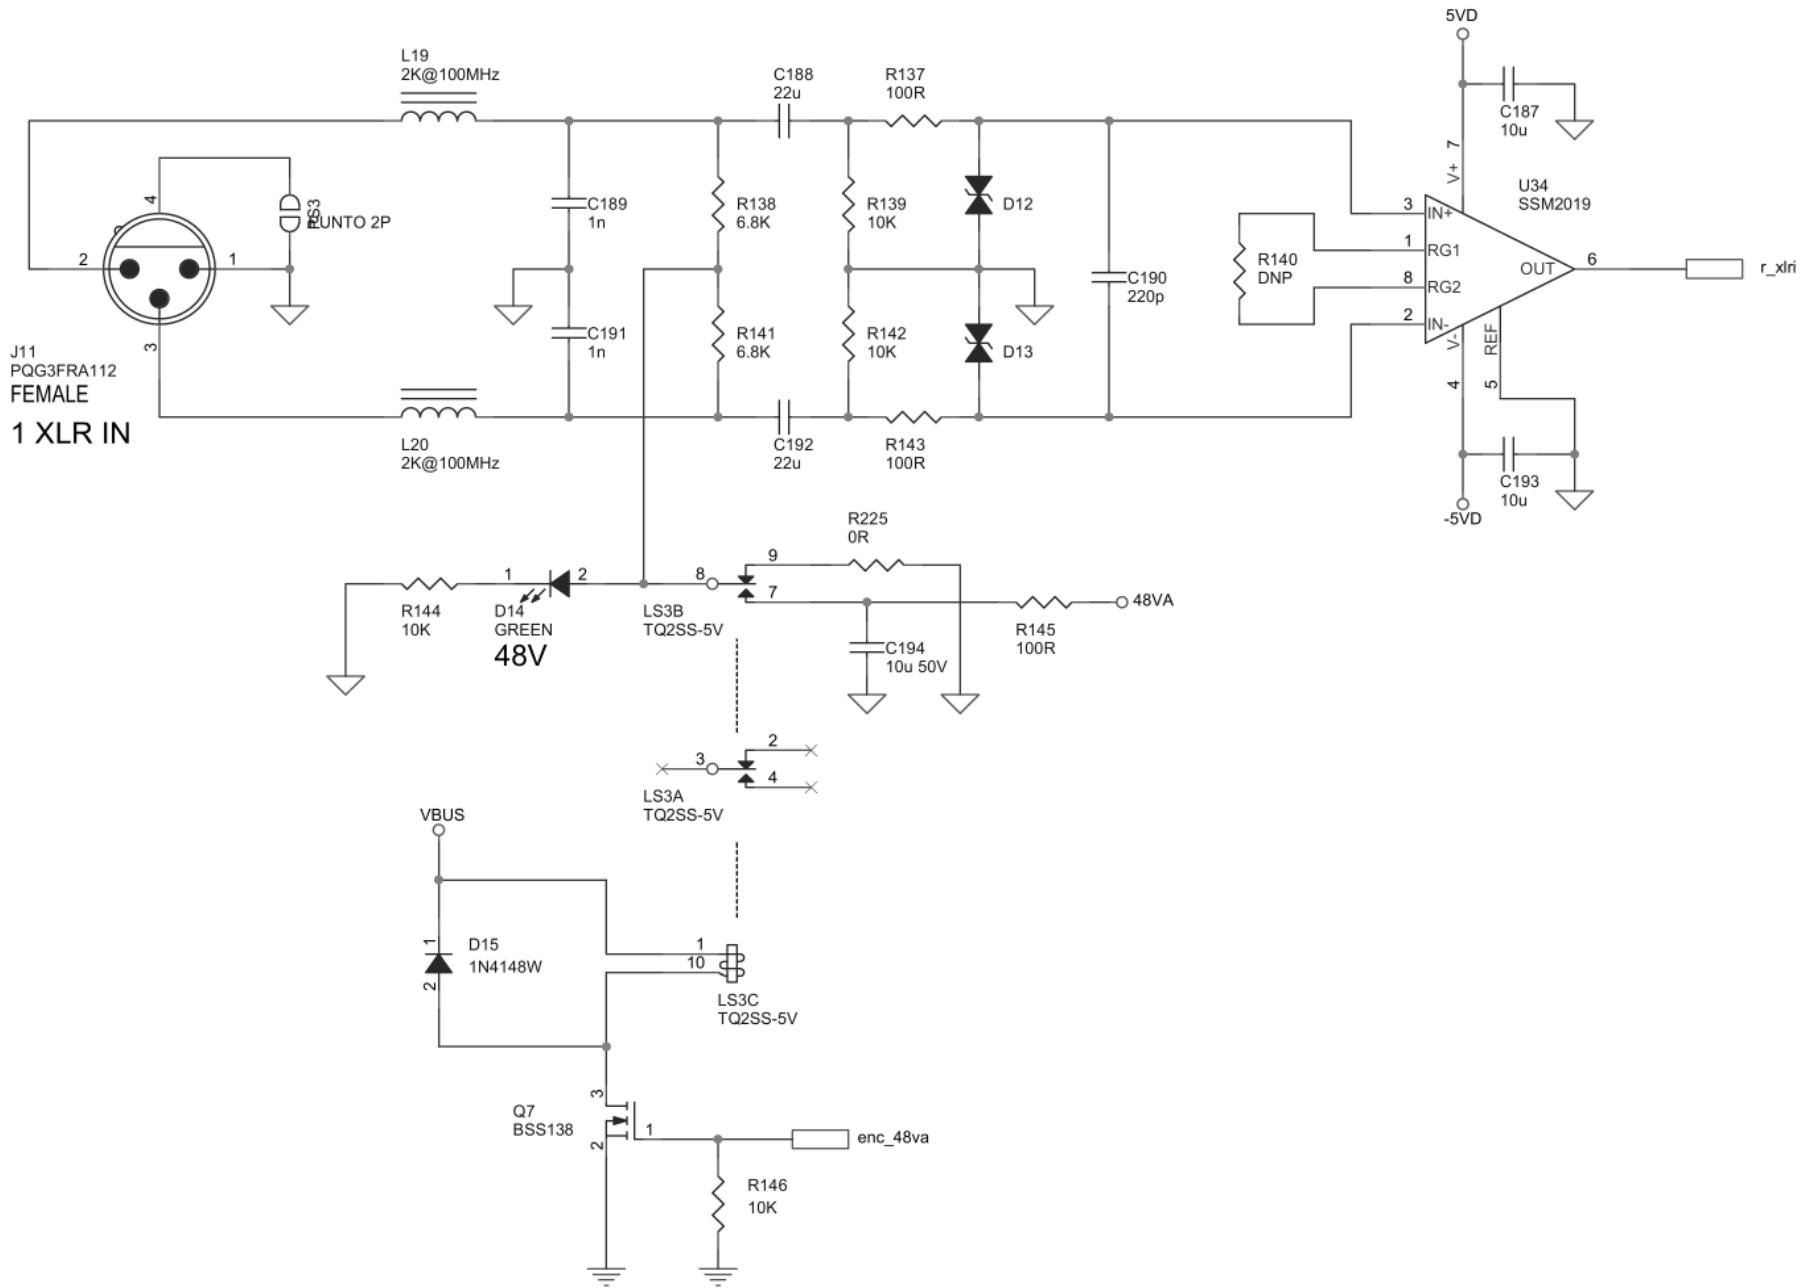 5VD
L19
2K@100MHz
C188
22u
R137
100R
C187
10u
7
V+
4
PS3
PUNTO 2P
2
1
3
C189
1n
R138
6.8K
R139
10K
D12
U34
SSM2019
3
IN+
1
RG1
8
RG2
2
IN-
R140
DNP
OUT
6
r_xlri
C190
220p
C191
1n
R141
6.8K
R142
10K
D13
V-
REF
4
5
J11
PQG3FRA112
FEMALE
1 XLR IN
L20
2K@100MHz
C192
22u
R143
100R
C193
10u
-5VD
R225
0R
9
1
2
8
7
48VA
R144
10K
D14
GREEN
48V
LS3B
TQ2SS-5V
R145
100R
C194
10u 50V
2
3
4
LS3A
TQ2SS-5V
VBUS
1
D15
1N4148W
2
1
10
LS3C
TQ2SS-5V
3
Q7
BSS138
1
enc_48va
2
R146
10K